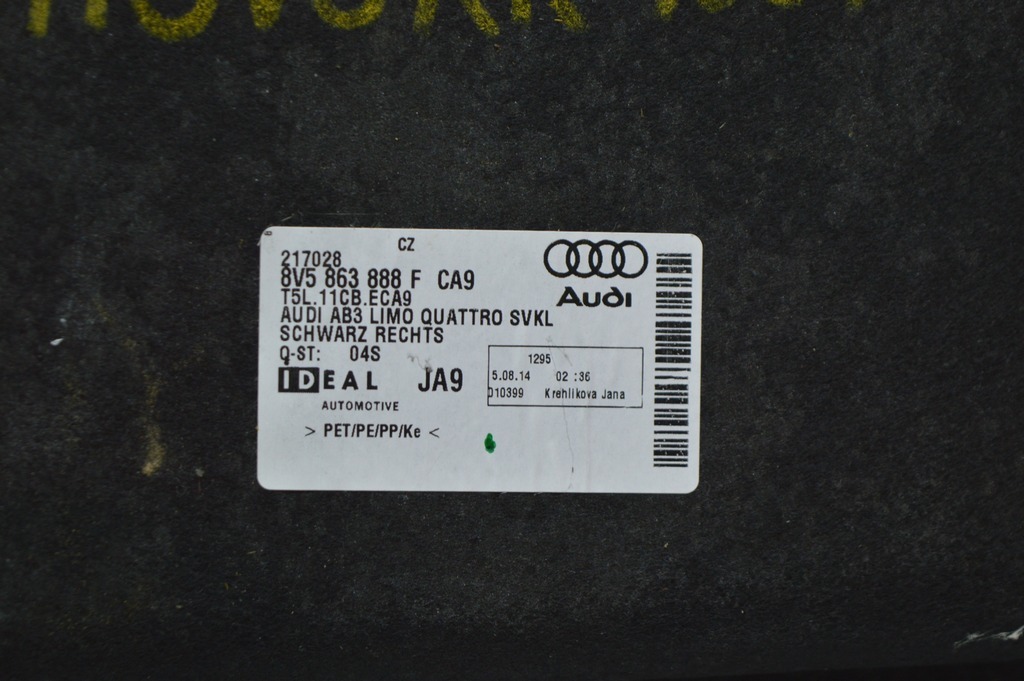 CZ
217028
8V5 863 888 F CA9
T5L.11CB.ECA9
AUDI AB3 LIMO QUATTRO SVKL
SCHWARZ RECHTS
Q-ST: 04S
IDEAL JA9
AUTOMOTIVE
> PET/PE/PP/Ke <
Audi
1295
5.08.14 02 :36
010399 Krehlikova Jana